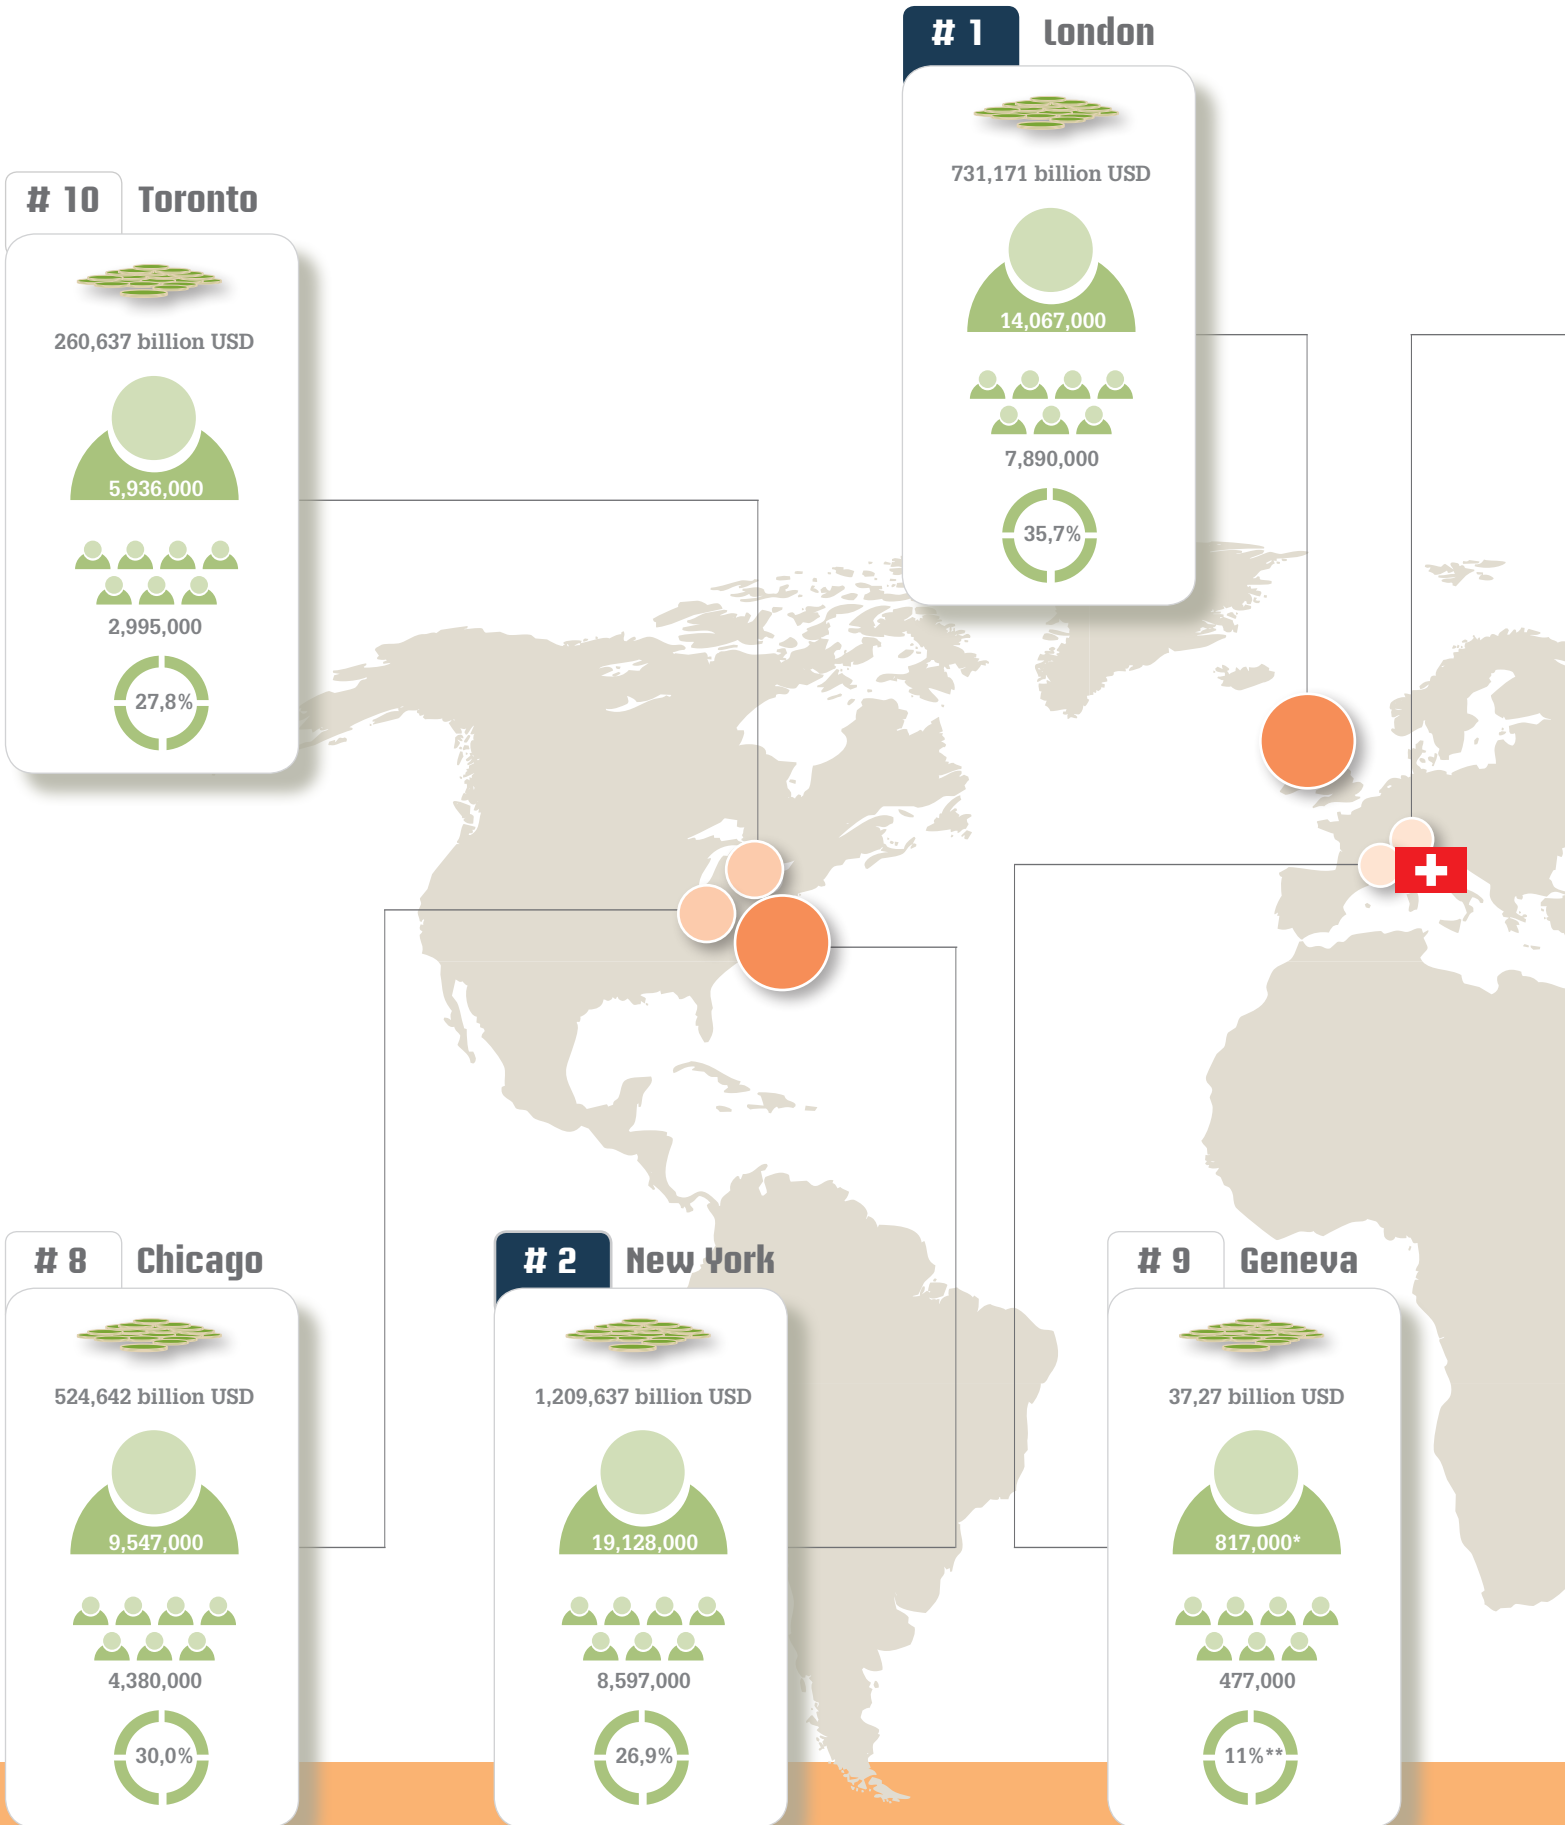 # 1 London
731,171 billion USD
14,067,000
7,890,000
35,7%
# 10 Toronto
260,637 billion USD
5,936,000
2,995,000
27,8%
# 8 Chicago
524,642 billion USD
9,547,000
4,380,000
30,0%
# 2 New York
1,209,637 billion USD
19,128,000
8,597,000
26,9%
# 9 Geneva
37,27 billion USD
817,000*
477,000
11%**